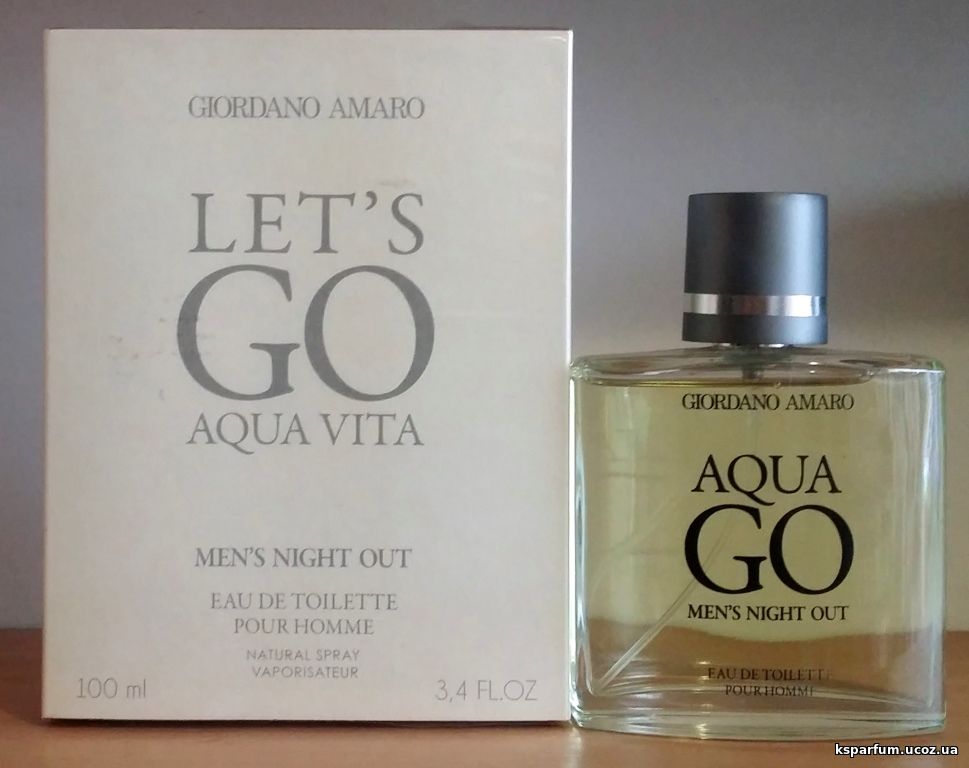 GIORDANO AMARO
LET'S
GO
AQUA VITA
MEN'S NIGHT OUT
EAU DE TOILETTE
POUR HOMME
NATURAL SPRAY
VAPORISATEUR
100 ml
3,4 FL.OZ
GIORDANO AMARO
AQUA
GO
MEN'S NIGHT OUT
EAU DE TOILETTE
POUR HOMME
ksparfum.ucoz.ua